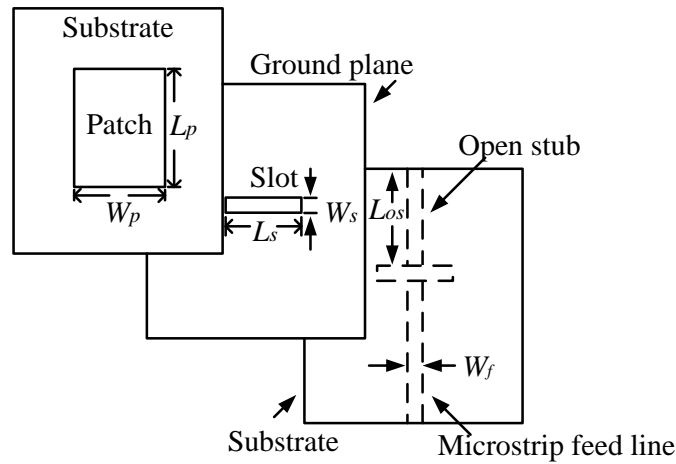 Substrate
Ground plane
Patch
Lp
Open stub
Slot
Wp
Ws
Los
Ls
Wf
Substrate
Microstrip feed line